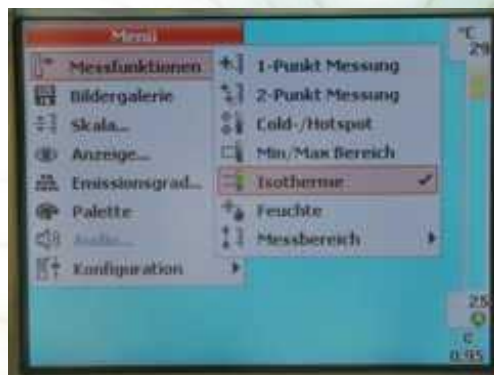 Menü
Messfunktionen
Bildergalerie
Skala...
Anzeige...
Emissionsgrad...
Palette
Audio...
Konfiguration
1-Punkt Messung
2-Punkt Messung
Cold-/Hotspot
Min/Max Bereich
Isotherme
Feuchte
Messbereich
°C
29
25
0.95